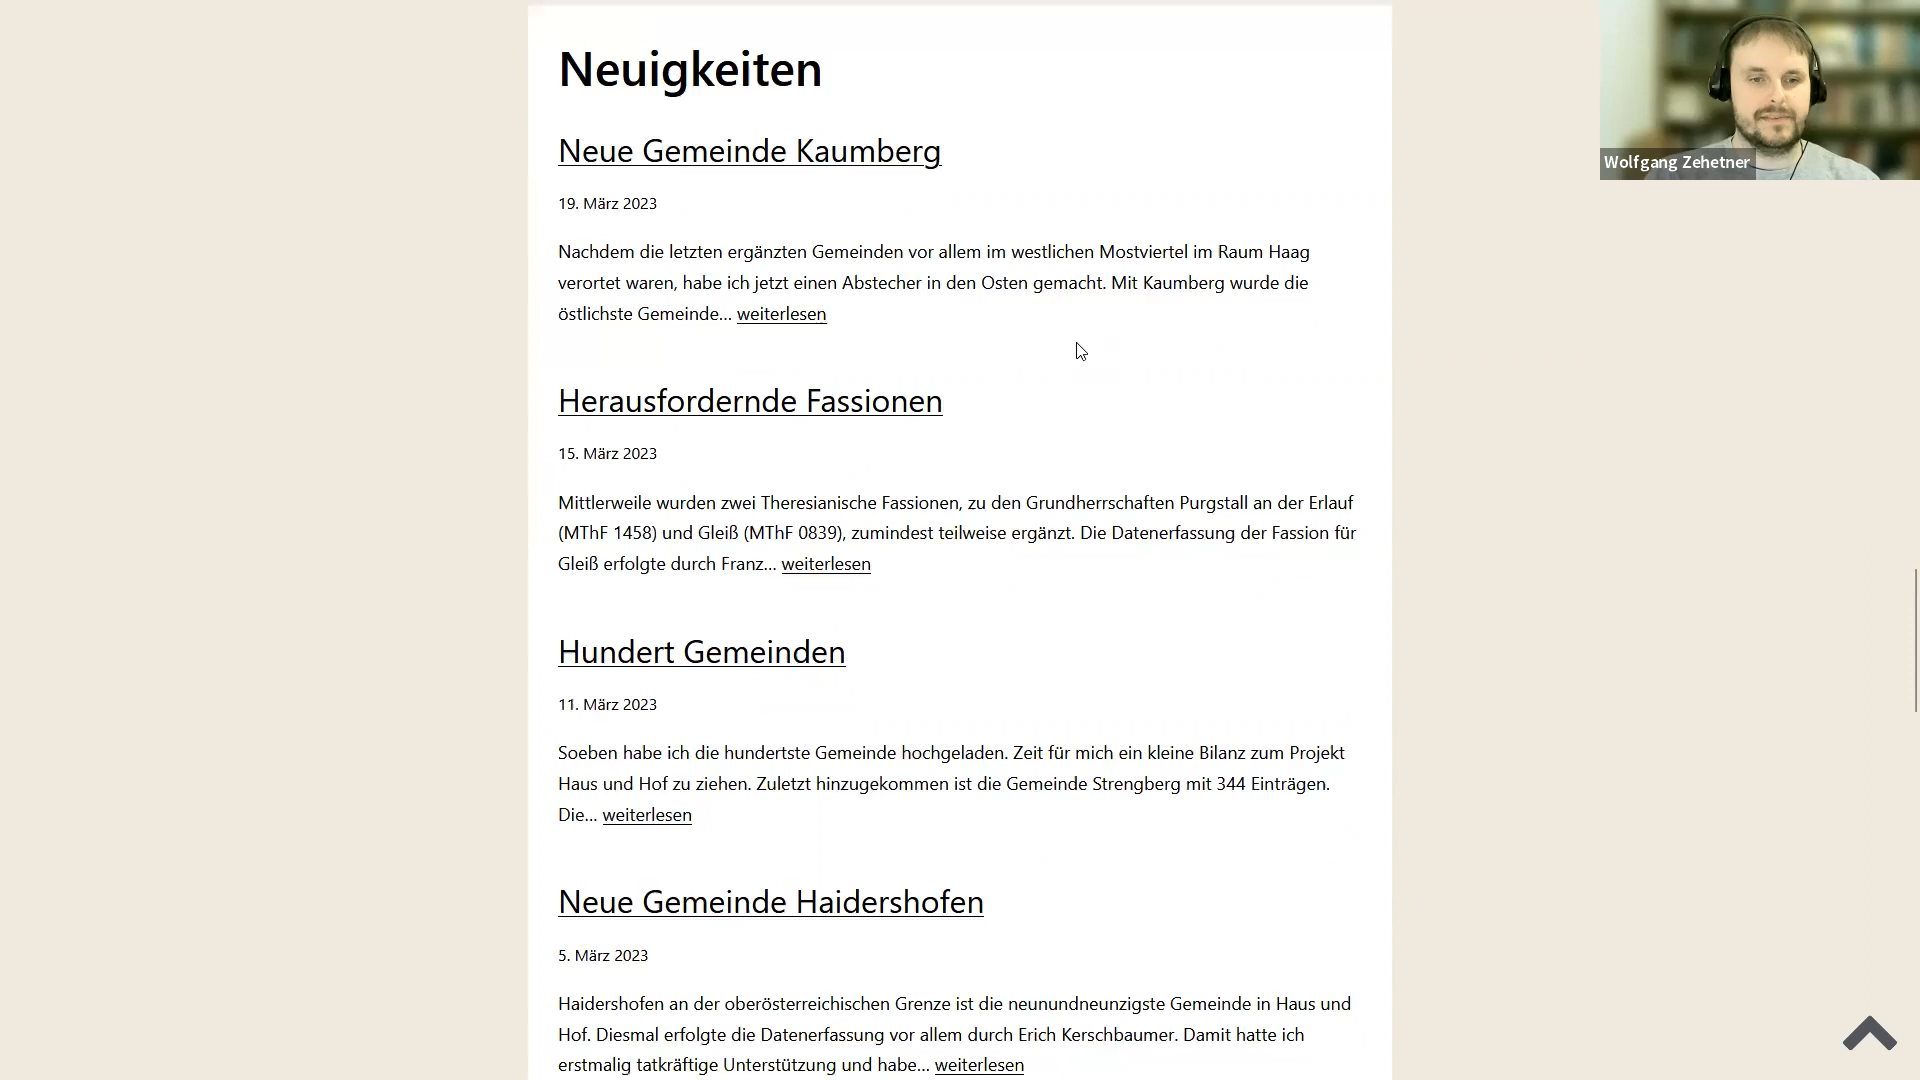 Neuigkeiten
Wolfgang Zehetner
Neue Gemeinde Kaumberg
19. März 2023
Nachdem die letzten ergänzten Gemeinden vor allem im westlichen Mostviertel im Raum Haag
verortet waren, habe ich jetzt einen Abstecher in den Osten gemacht. Mit Kaumberg wurde die
östlichste Gemeinde... weiterlesen
Herausfordernde Fassionen
15. März 2023
Mittlerweile wurden zwei Theresianische Fassionen, zu den Grundherrschaften Purgstall an der Erlauf
(MThF 1458) und Gleiß (MThF 0839), zumindest teilweise ergänzt. Die Datenerfassung der Fassion für
Gleiß erfolgte durch Franz... weiterlesen
Hundert Gemeinden
11. März 2023
Soeben habe ich die hundertste Gemeinde hochgeladen. Zeit für mich ein kleine Bilanz zum Projekt
Haus und Hof zu ziehen. Zuletzt hinzugekommen ist die Gemeinde Strengberg mit 344 Einträgen.
Die... weiterlesen
Neue Gemeinde Haidershofen
5. März 2023
Haidershofen an der oberösterreichischen Grenze ist die neunundneunzigste Gemeinde in Haus und
Hof. Diesmal erfolgte die Datenerfassung vor allem durch Erich Kerschbaumer. Damit hatte ich
erstmalig tatkräftige Unterstützung und habe... weiterlesen